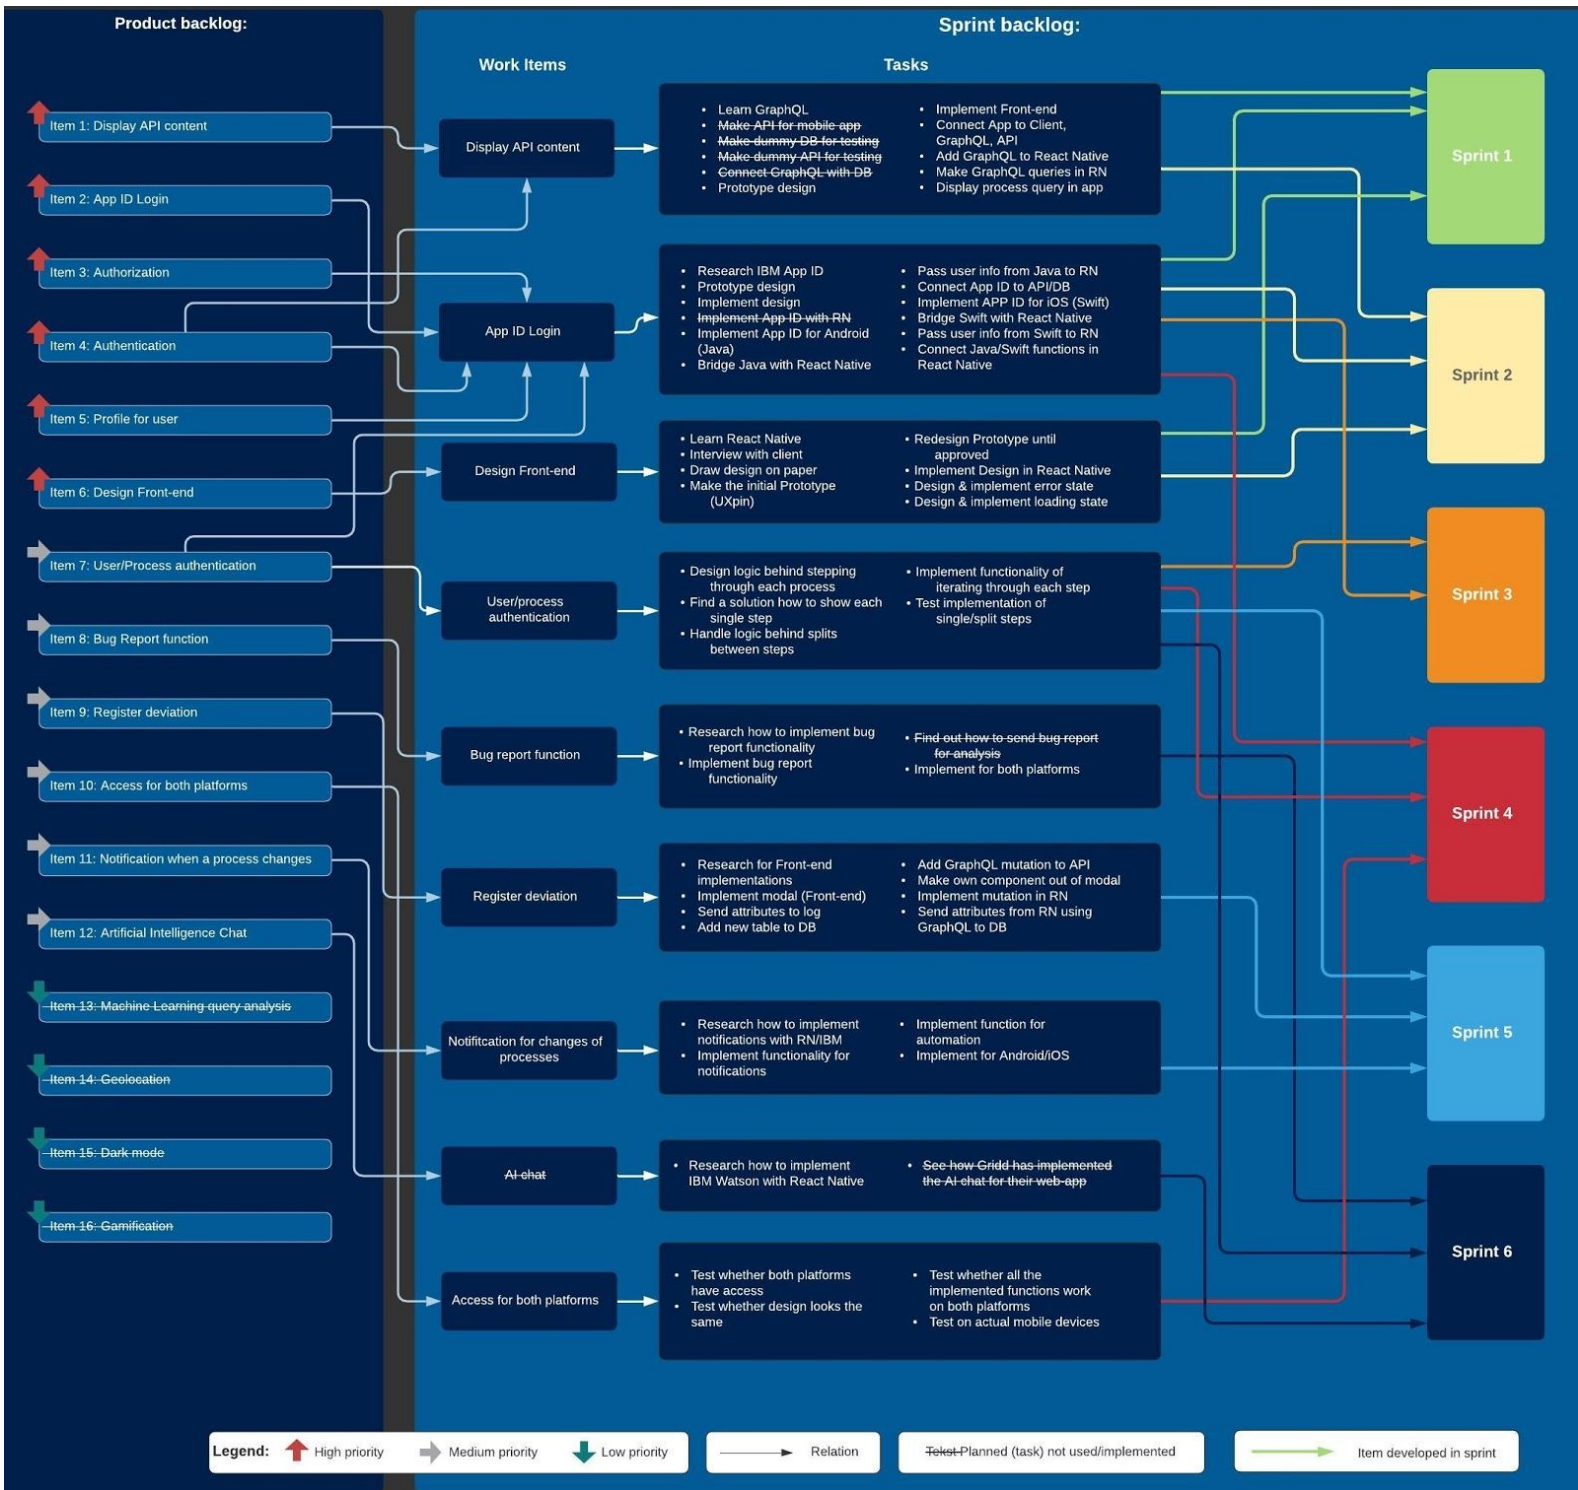 Product backlog:
Item 1: Display API content
Item 2: App ID Login
Item 3: Authorization
Item 4: Authentication
Item 5: Profile for user
Item 6: Design Front-end
Item 7: User/Process authentication
Item 8: Bug Report function
Item 9: Register deviation
Item 10: Access for both platforms
Item 11: Notification when a process changes
Item 12: Artificial Intelligence Chat
Item 13: Machine Learning query analysis
Item 14: Geolocation
Item 15: Dark mode
Item 16: Gamification
Sprint backlog:
Work Items
Tasks
Display API content
• Learn GraphQL
• Make API for mobile app
• Make dummy DB for testing
• Make dummy API for testing
• Connect GraphQL with DB
• Prototype design
• Implement Front-end
• Connect App to Client,
GraphQL, API
• Add GraphQL to React Native
• Make GraphQL queries in RN
• Display process query in app
App ID Login
• Research IBM App ID
• Prototype design
• Implement design
• Implement App ID with RN
• Implement App ID for Android
(Java)
• Bridge Java with React Native
• Pass user info from Java to RN
• Connect App ID to API/DB
• Implement APP ID for iOS (Swift)
• Bridge Swift with React Native
• Pass user info from Swift to RN
• Connect Java/Swift functions in
React Native
Design Front-end
• Learn React Native
• Interview with client
• Draw design on paper
• Make the initial Prototype
(UXpin)
• Redesign Prototype until
approved
• Implement Design in React Native
• Design & implement error state
• Design & implement loading state
User/process
authentication
• Design logic behind stepping
through each process
• Find a solution how to show each
single step
• Handle logic behind splits
between steps
• Implement functionality of
iterating through each step
• Test implementation of
single/split steps
Bug report function
• Research how to implement bug
report functionality
• Implement bug report
functionality
• Find out how to send bug report
for analysis
• Implement for both platforms
Register deviation
• Research for Front-end
implementations
• Implement modal (Front-end)
• Send attributes to log
• Add new table to DB
• Add GraphQL mutation to API
• Make own component out of modal
• Implement mutation in RN
• Send attributes from RN using
GraphQL to DB
Notifitcation for changes of
processes
• Research how to implement
notifications with RN/IBM
• Implement functionality for
notifications
• Implement function for
automation
• Implement for Android/iOS
AI chat
• Research how to implement
IBM Watson with React Native
• See how Gridd has implemented
the AI chat for their web-app
Access for both platforms
• Test whether both platforms
have access
• Test whether design looks the
same
• Test whether all the
implemented functions work
on both platforms
• Test on actual mobile devices
Sprint 1
Sprint 2
Sprint 3
Sprint 4
Sprint 5
Sprint 6
Legend:
High priority
Medium priority
Low priority
Relation
Tekst Planned (task) not used/implemented
Item developed in sprint